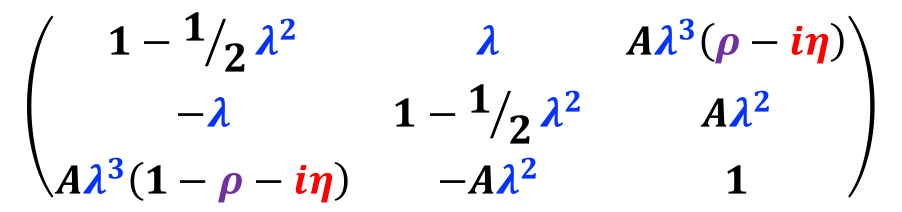 1 − 1/2 λ² λ Aλ³(ρ − iη)
−λ 1 − 1/2 λ² Aλ²
Aλ³(1 − ρ − iη) −Aλ² 1